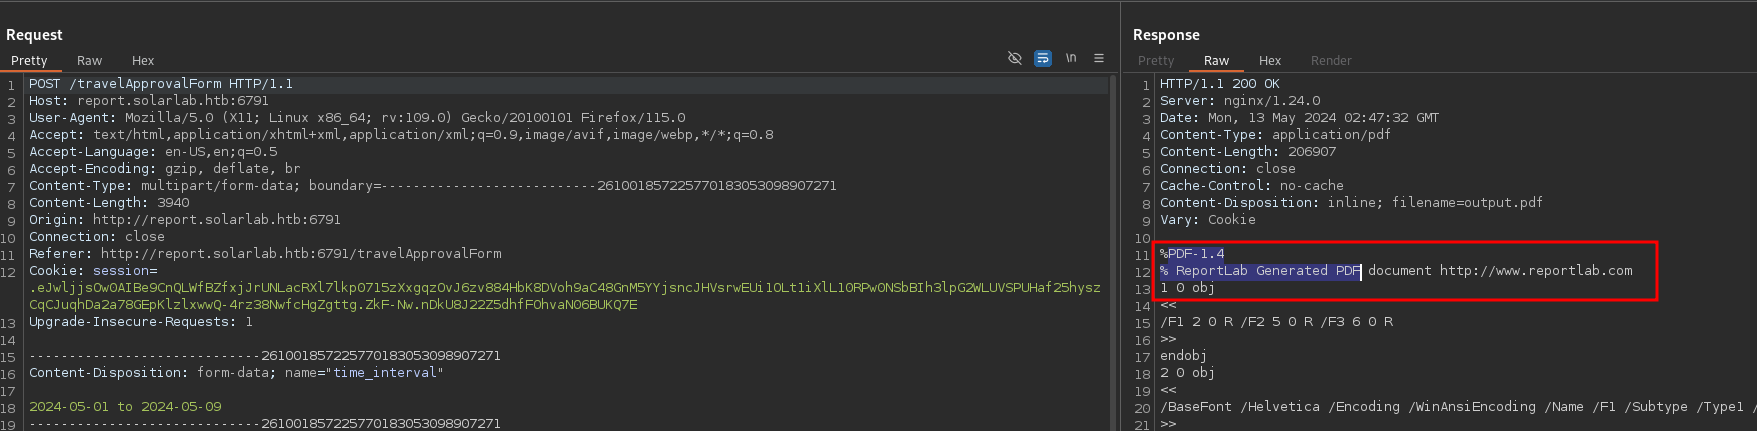 Request
Pretty Raw Hex
\n
1 POST /travelApprovalForm HTTP/1.1
2 Host: report.solarlab.htb:6791
3 User-Agent: Mozilla/5.0 (X11; Linux x86_64; rv:109.0) Gecko/20100101 Firefox/115.0
4 Accept: text/html,application/xhtml+xml,application/xml;q=0.9,image/avif,image/webp,*/*;q=0.8
5 Accept-Language: en-US,en;q=0.5
6 Accept-Encoding: gzip, deflate, br
7 Content-Type: multipart/form-data; boundary=---------------------------261001857225770183053098907271
8 Content-Length: 3940
9 Origin: http://report.solarlab.htb:6791
10 Connection: close
11 Referer: http://report.solarlab.htb:6791/travelApprovalForm
12 Cookie: session=
.eJwljjsOwOAIBe9CnQLWfBZfxjJrUNLacRXl7lkp0715zXxgqzOvJ6zv884HbK8DVoh9aC48GnM5YYjsncJHVsrwEUi1OLt1iXlL1ORPwONSbBIh3lpG2WLUVSPUHaf25hysz
CqCJuqhDa2a78GEpKlzlxwwQ-4rz38NwfcHgZgttg.ZkF-Nw.nDkU8J22Z5dhfFOhvaNO6BUKQ7E
13 Upgrade-Insecure-Requests: 1
14
15 -----------------------------261001857225770183053098907271
16 Content-Disposition: form-data; name="time_interval"
17
18 2024-05-01 to 2024-05-09
19 -----------------------------261001857225770183053098907271
Response
Pretty Raw Hex Render
1 HTTP/1.1 200 OK
2 Server: nginx/1.24.0
3 Date: Mon, 13 May 2024 02:47:32 GMT
4 Content-Type: application/pdf
5 Content-Length: 206907
6 Connection: close
7 Cache-Control: no-cache
8 Content-Disposition: inline; filename=output.pdf
9 Vary: Cookie
10
11 %PDF-1.4
12 % ReportLab Generated PDF document http://www.reportlab.com
13 1 0 obj
14 <<
15 /F1 2 0 R /F2 5 0 R /F3 6 0 R
16 >>
17 endobj
18 2 0 obj
19 <<
20 /BaseFont /Helvetica /Encoding /WinAnsiEncoding /Name /F1 /Subtype /Type1 /
21 >>